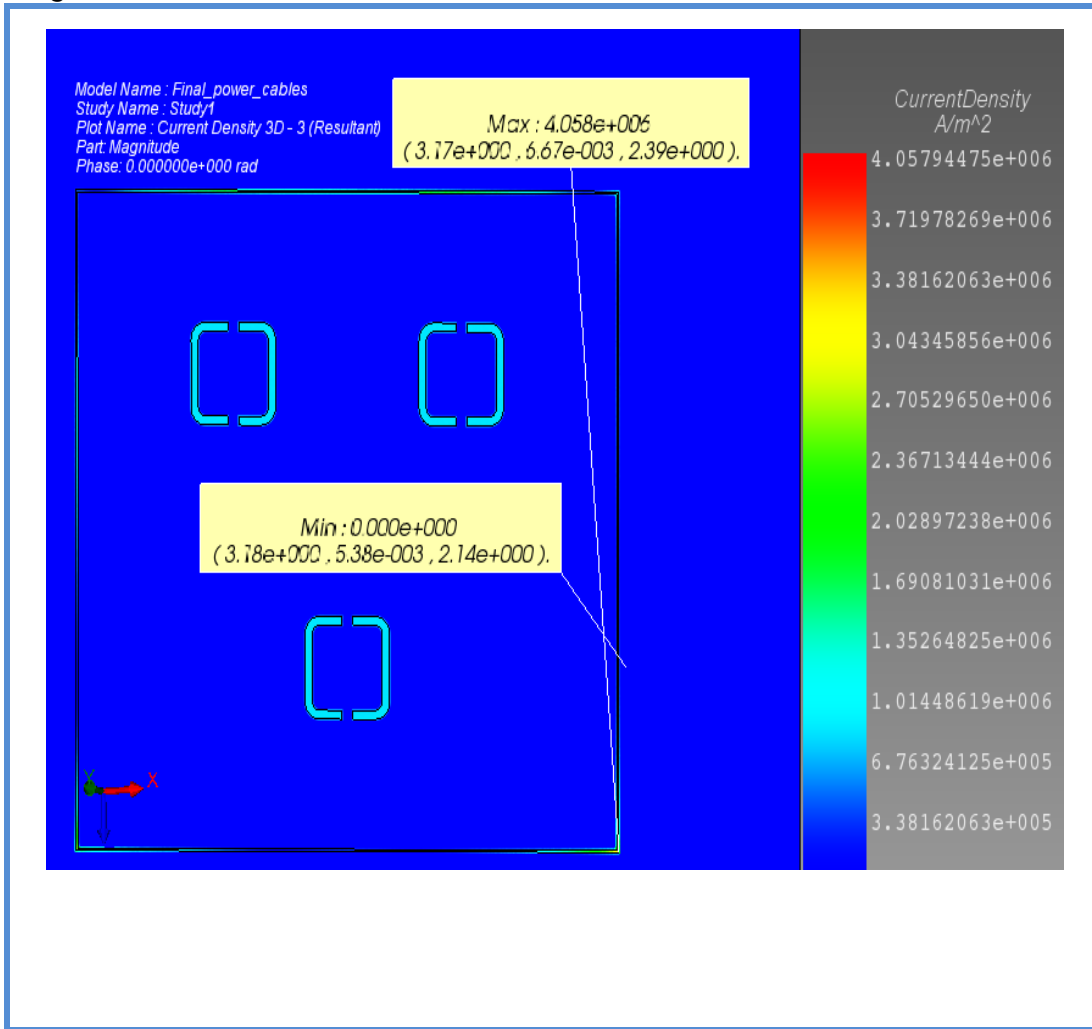 Model Name : Final_power_cables
Study Name : Study1
Plot Name : Current Density 3D - 3 (Resultant)
Part: Magnitude
Phase: 0.000000e+000 rad
Max : 4.058e+006
( 3.17e+000 , 6.67e-003 , 2.39e+000 ).
Min : 0.000e+000
( 3.18e+000 , 5.38e-003 , 2.14e+000 ).
Y
X
CurrentDensity
A/m^2
4.05794475e+006
3.71978269e+006
3.38162063e+006
3.04345856e+006
2.70529650e+006
2.36713444e+006
2.02897238e+006
1.69081031e+006
1.35264825e+006
1.01448619e+006
6.76324125e+005
3.38162063e+005